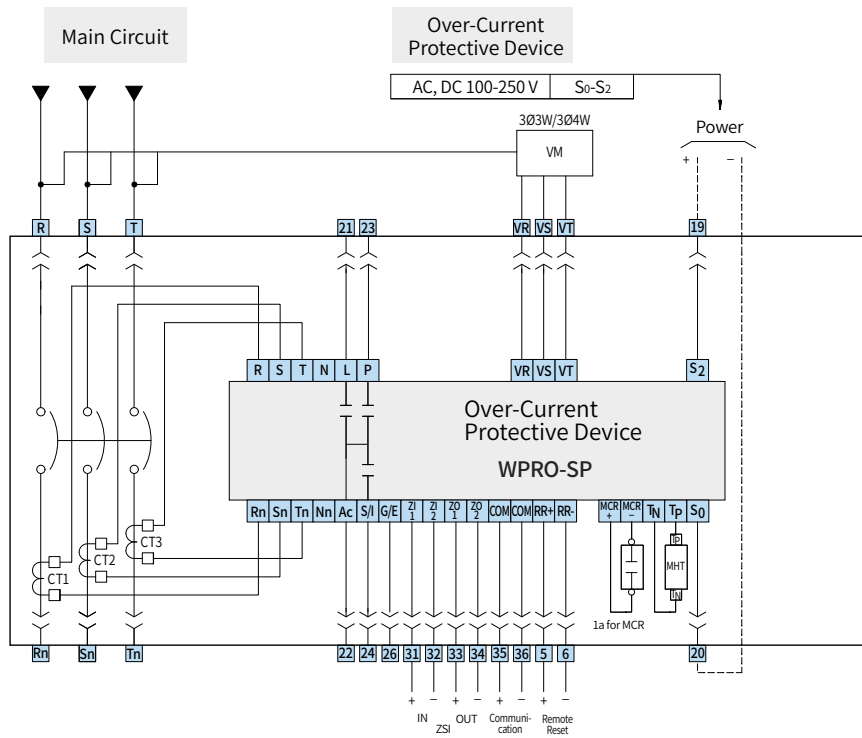 Main Circuit
Over-Current
Protective Device
AC, DC 100-250 V S0-S2
3Ø3W/3Ø4W
Power
VM
+ −
R S T 21 23 VR VS VT 19
R S T N L P VR VS VT S2
Over-Current
Protective Device
WPRO-SP
Rn Sn Tn Nn Ac S/I G/E ZI 1 ZI 2 ZO 1 ZO 2 COM COM RR+ RR- MCR + MCR − TN TP S0
CT3
CT2
CT1
TP
MHT
TN
1a for MCR
Rn Sn Tn 22 24 26 31 32 33 34 35 36 5 6 20
+ − + − + − + −
IN OUT Communi-
cation Remote
Reset
ZSI